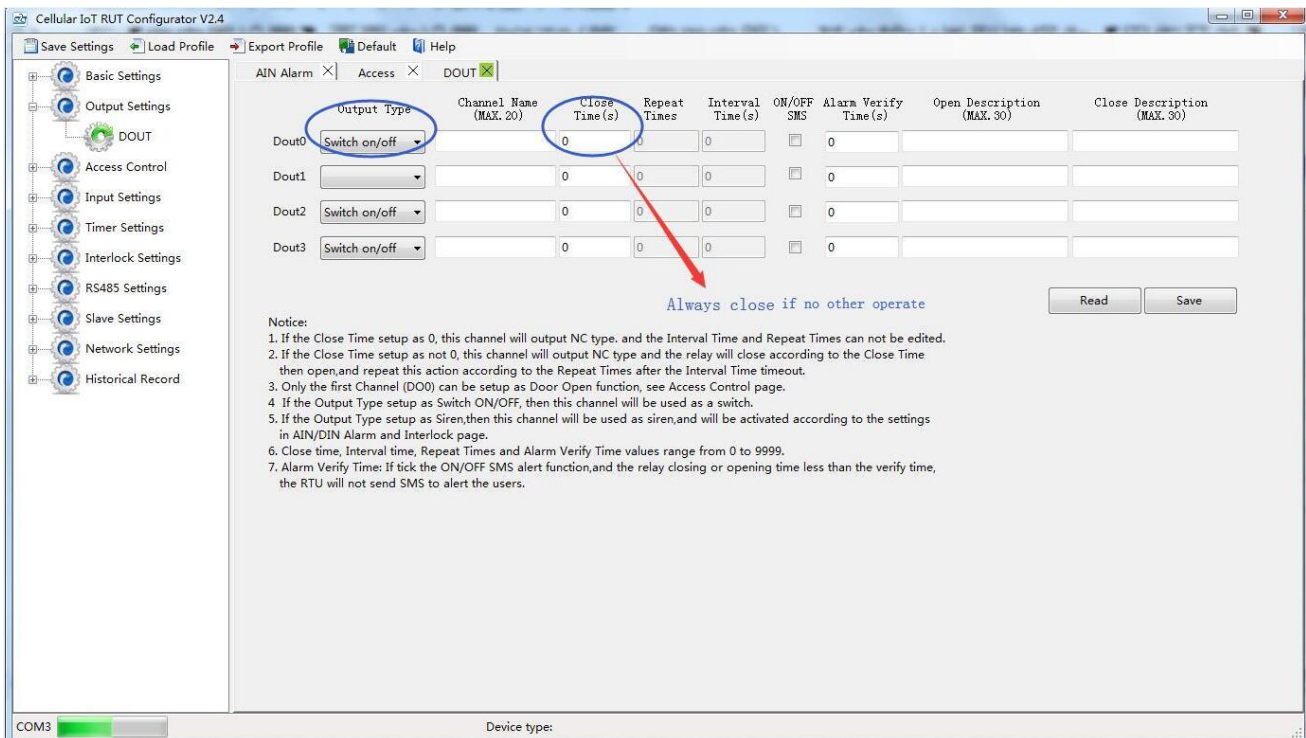 Cellular IoT RUT Configurator V2.4
Save Settings Load Profile Export Profile Default Help
Basic Settings
Output Settings
DOUT
Access Control
Input Settings
Timer Settings
Interlock Settings
RS485 Settings
Slave Settings
Network Settings
Historical Record
AIN Alarm Access DOUT
Output Type Channel Name (MAX. 20) Close Time(s) Repeat Times Interval Time(s) ON/OFF SMS Alarm Verify Time(s) Open Description (MAX. 30) Close Description (MAX. 30)
Dout0 Switch on/off 0 0 0 0
Dout1 0 0 0 0
Dout2 Switch on/off 0 0 0 0
Dout3 Switch on/off 0 0 0 0
Always close if no other operate
Read Save
Notice:
1. If the Close Time setup as 0, this channel will output NC type. and the Interval Time and Repeat Times can not be edited.
2. If the Close Time setup as not 0, this channel will output NC type and the relay will close according to the Close Time
then open,and repeat this action according to the Repeat Times after the Interval Time timeout.
3. Only the first Channel (DO0) can be setup as Door Open function, see Access Control page.
4 If the Output Type setup as Switch ON/OFF, then this channel will be used as a switch.
5. If the Output Type setup as Siren,then this channel will be used as siren,and will be activated according to the settings
in AIN/DIN Alarm and Interlock page.
6. Close time, Interval time, Repeat Times and Alarm Verify Time values range from 0 to 9999.
7. Alarm Verify Time: If tick the ON/OFF SMS alert function,and the relay closing or opening time less than the verify time,
the RTU will not send SMS to alert the users.
COM3 Device type: